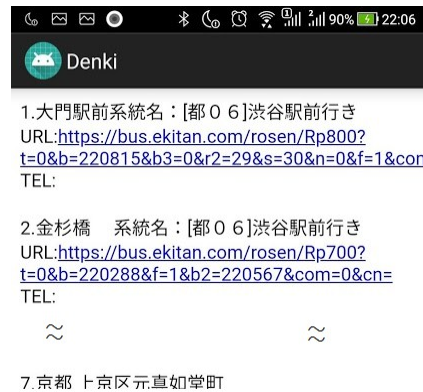 90% 22:06
Denki
1.大門駅前系統名：[都０６]渋谷駅前行き
URL:https://bus.ekitan.com/rosen/Rp800?
t=0&b=220815&b3=0&r2=29&s=30&n=0&f=1&con
TEL:
2.金杉橋　系統名：[都０６]渋谷駅前行き
URL:https://bus.ekitan.com/rosen/Rp700?
t=0&b=220288&f=1&b2=220567&com=0&cn=
TEL:
≈ ≈
7.京都 上京区元真如堂町